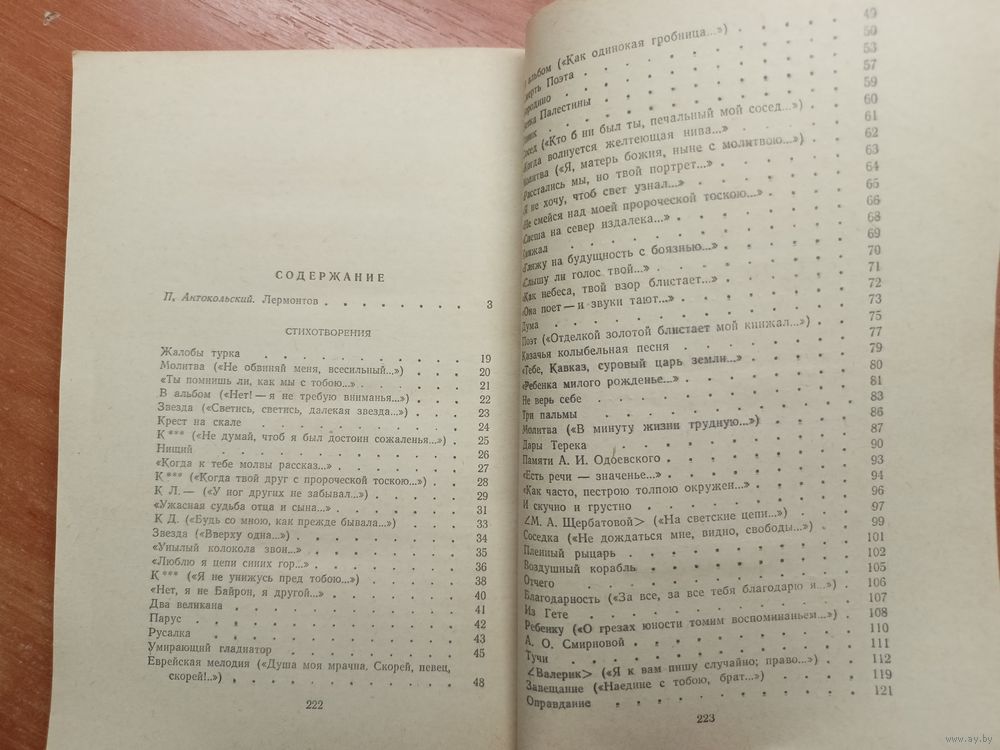 СОДЕРЖАНИЕ
П. Антокольский. Лермонтов . . . . . . . . . 3
СТИХОТВОРЕНИЯ
Жалобы турка . . . . . . . . . 19
Молитва («Не обвиняй меня, всесильный...») . . . . 20
«Ты помнишь ли, как мы с тобою...» . . . . . . 21
В альбом («Нет! — я не требую вниманья...») . . . . 22
Звезда («Светись, светись, далекая звезда...») . . . . 23
Крест на скале . . . . . . . . . 24
К *** («Не думай, чтоб я был достоин сожаленья...») . 25
Нищий . . . . . . . . . 26
«Когда к тебе молвы рассказ...» . . . . . . 27
К *** («Когда твой друг с пророческой тоскою...») . . 28
К Л.— («У ног других не забывал...») . . . . . 29
«Ужасная судьба отца и сына...» . . . . . . 31
К Д. («Будь со мною, как прежде бывала...») . . . . 33
Звезда («Вверху одна...») . . . . . . . 34
«Унылый колокола звон...» . . . . . . . 35
«Люблю я цепи синих гор...» . . . . . . . 36
К *** («Я не унижусь пред тобою...») . . . . . 38
«Нет, я не Байрон, я другой...» . . . . . . 40
Два великана . . . . . . . . . 41
Парус . . . . . . . . . 42
Русалка . . . . . . . . . 43
Умирающий гладиатор . . . . . . . . 45
Еврейская мелодия («Душа моя мрачна. Скорей, певец,
скорей!..») . . . . . . . . . 48
222
49
альбом («Как одинокая гробница...») . . . . 50
Поэта . . . . . . . . . 53
57
Палестины . . . . . . . . . 59
60
(«Кто б ни был ты, печальный мой сосед...») . . 61
«Когда волнуется желтеющая нива...» . . . . . 62
Молитва («Я, матерь божия, ныне с молитвою...») . . 63
«Расстались мы, но твой портрет...» . . . . . 64
«Я не хочу, чтоб свет узнал...» . . . . . . 65
«Не смейся над моей пророческой тоскою...» . . . . 66
«Спеша на север издалека...» . . . . . . . 68
Кинжал . . . . . . . . . 69
«Гляжу на будущность с боязнью...» . . . . . 70
«Слышу ли голос твой...» . . . . . . . 71
«Как небеса, твой взор блистает...» . . . . . 72
«Она поет — и звуки тают...» . . . . . . . 73
Дума . . . . . . . . . 75
Поэт («Отделкой золотой блистает мой кинжал...») . . 77
Казачья колыбельная песня . . . . . . . 79
«Тебе, Кавказ, суровый царь земли...» . . . . . 80
«Ребенка милого рожденье...» . . . . . . . 81
Не верь себе . . . . . . . . . 83
Три пальмы . . . . . . . . . 86
Молитва («В минуту жизни трудную...») . . . . . 87
Дары Терека . . . . . . . . . 90
Памяти А. И. Одоевского . . . . . . . . 93
«Есть речи — значенье...» . . . . . . . 94
«Как часто, пестрою толпою окружен...» . . . . . 96
И скучно и грустно . . . . . . . . 97
<М. А. Щербатовой> («На светские цепи...») . . . . 99
Соседка («Не дождаться мне, видно, свободы...») . . . 101
Пленный рыцарь . . . . . . . . . 102
Воздушный корабль . . . . . . . . . 105
Отчего . . . . . . . . . 106
Благодарность («За все, за все тебя благодарю я...») . 107
Из Гете . . . . . . . . . 108
Ребенку («О грезах юности томим воспоминаньем...») . . 110
А. О. Смирновой . . . . . . . . . 111
Тучи . . . . . . . . . 112
<Валерик> («Я к вам пишу случайно; право...») . . . 119
Завещание («Наедине с тобою, брат...») . . . . . 121
Оправдание . . . . . . . . .
223
www.ay.by